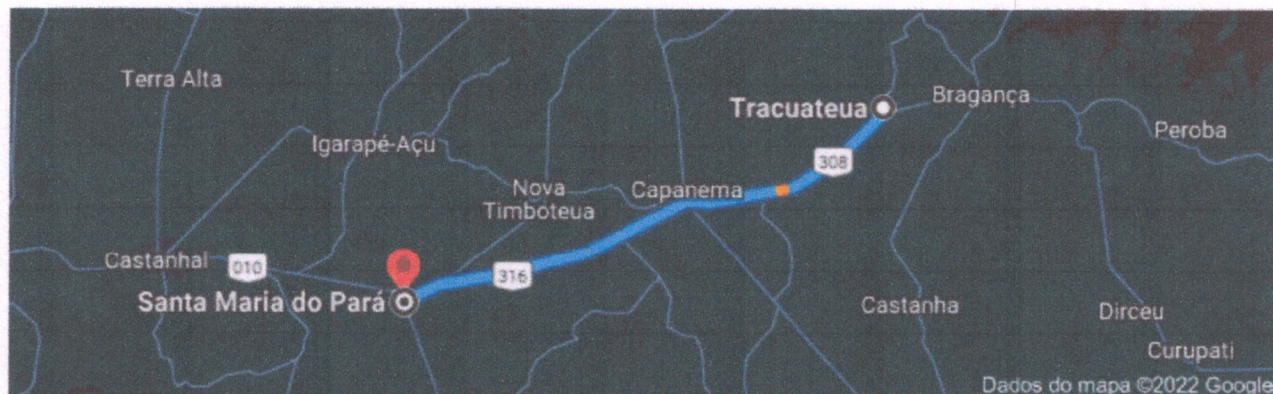 Terra Alta
Bragança
Tracuateua
Peroba
Igarapé-Açu
308
Nova
Timboteua
Capanema
Castanhal
010
316
Santa Maria do Pará
Castanha
Dirceu
Curupati
Dados do mapa ©2022 Google